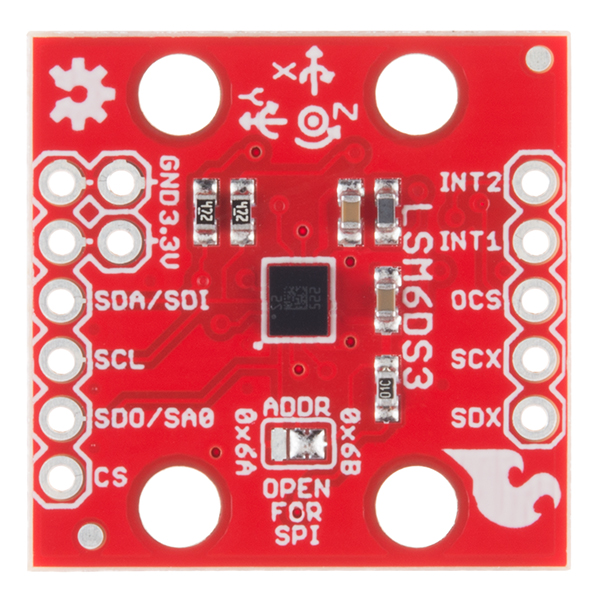 X
Y
Z
GND
3.3V
INT2
INT1
SDA/SDI
OCS
SCL
SCX
SDO/SA0
SDX
CS
LSM6DS3
472
472
01C
ADDR
0x6A
0x6B
OPEN
FOR
SPI